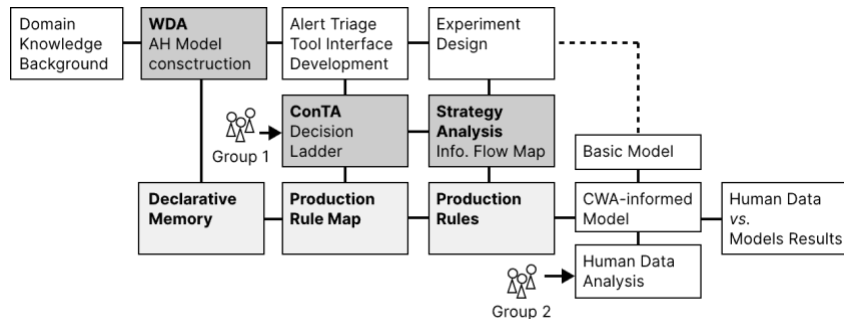 Domain
Knowledge
Background
WDA
AH Model
consctruction
Alert Triage
Tool Interface
Development
Experiment
Design
Group 1
ConTA
Decision
Ladder
Strategy
Analysis
Info. Flow Map
Basic Model
Declarative
Memory
Production
Rule Map
Production
Rules
CWA-informed
Model
Human Data
vs.
Models Results
Human Data
Analysis
Group 2